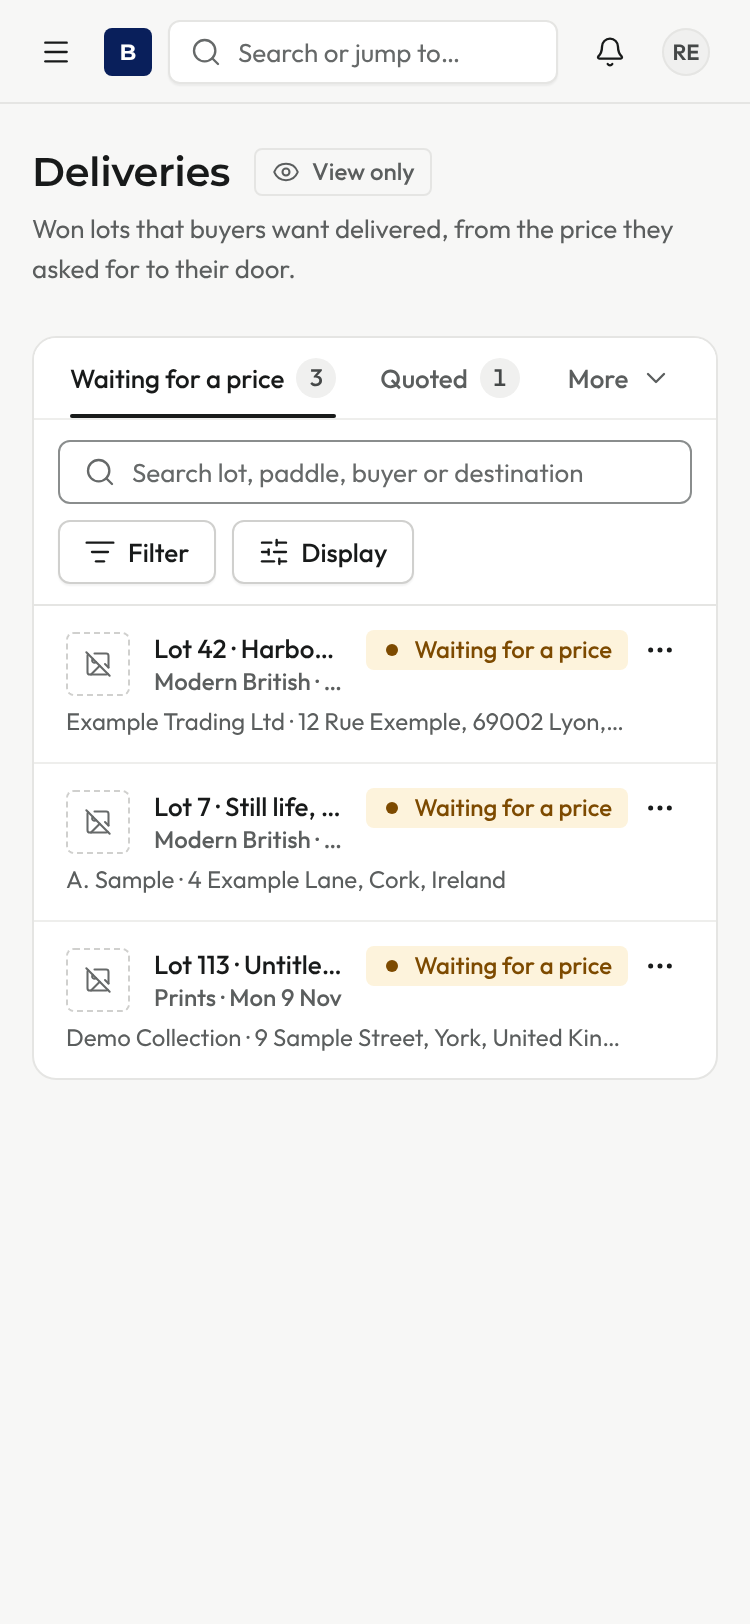 B
Search or jump to...
RE
Deliveries
View only
Won lots that buyers want delivered, from the price they
asked for to their door.
Waiting for a price 3
Quoted 1
More
Search lot, paddle, buyer or destination
Filter
Display
Lot 42 · Harbo...
Waiting for a price
Modern British · ...
Example Trading Ltd · 12 Rue Exemple, 69002 Lyon,...
Lot 7 · Still life, ...
Waiting for a price
Modern British · ...
A. Sample · 4 Example Lane, Cork, Ireland
Lot 113 · Untitle...
Waiting for a price
Prints · Mon 9 Nov
Demo Collection · 9 Sample Street, York, United Kin...